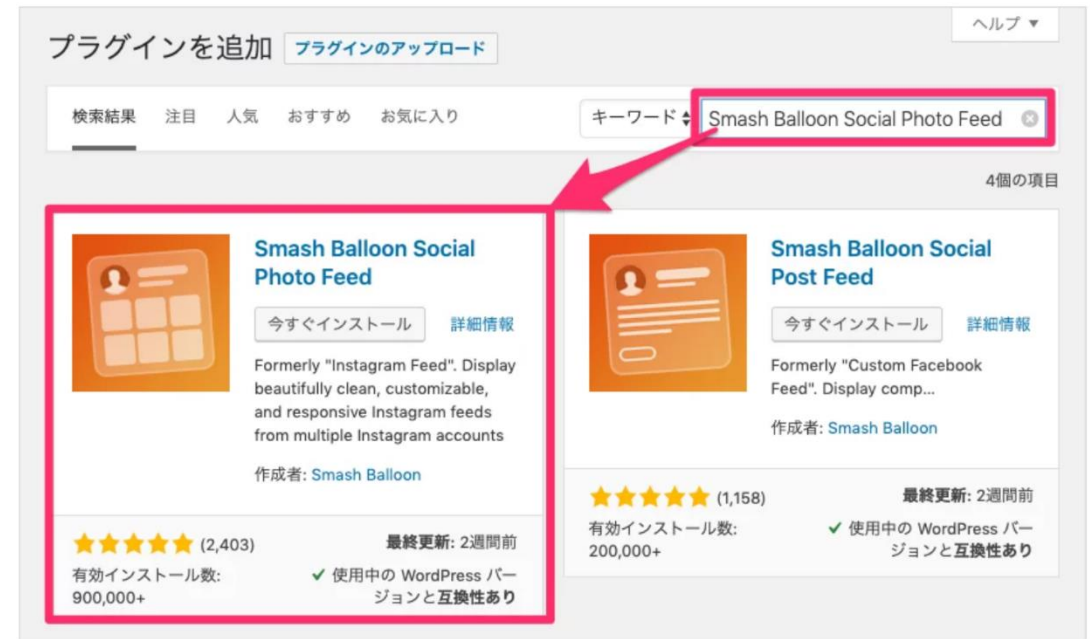 ヘルプ ▼
プラグインを追加 プラグインのアップロード
検索結果 注目 人気 おすすめ お気に入り キーワード Smash Balloon Social Photo Feed
4個の項目
Smash Balloon Social
Photo Feed
今すぐインストール 詳細情報
Formerly "Instagram Feed". Display
beautifully clean, customizable,
and responsive Instagram feeds
from multiple Instagram accounts
作成者: Smash Balloon
(2,403) 最終更新: 2週間前
有効インストール数:
900,000+
✓ 使用中の WordPress バー
ジョンと互換性あり
Smash Balloon Social
Post Feed
今すぐインストール 詳細情報
Formerly "Custom Facebook
Feed". Display comp...
作成者: Smash Balloon
(1,158) 最終更新: 2週間前
有効インストール数:
200,000+
✓ 使用中の WordPress バー
ジョンと互換性あり